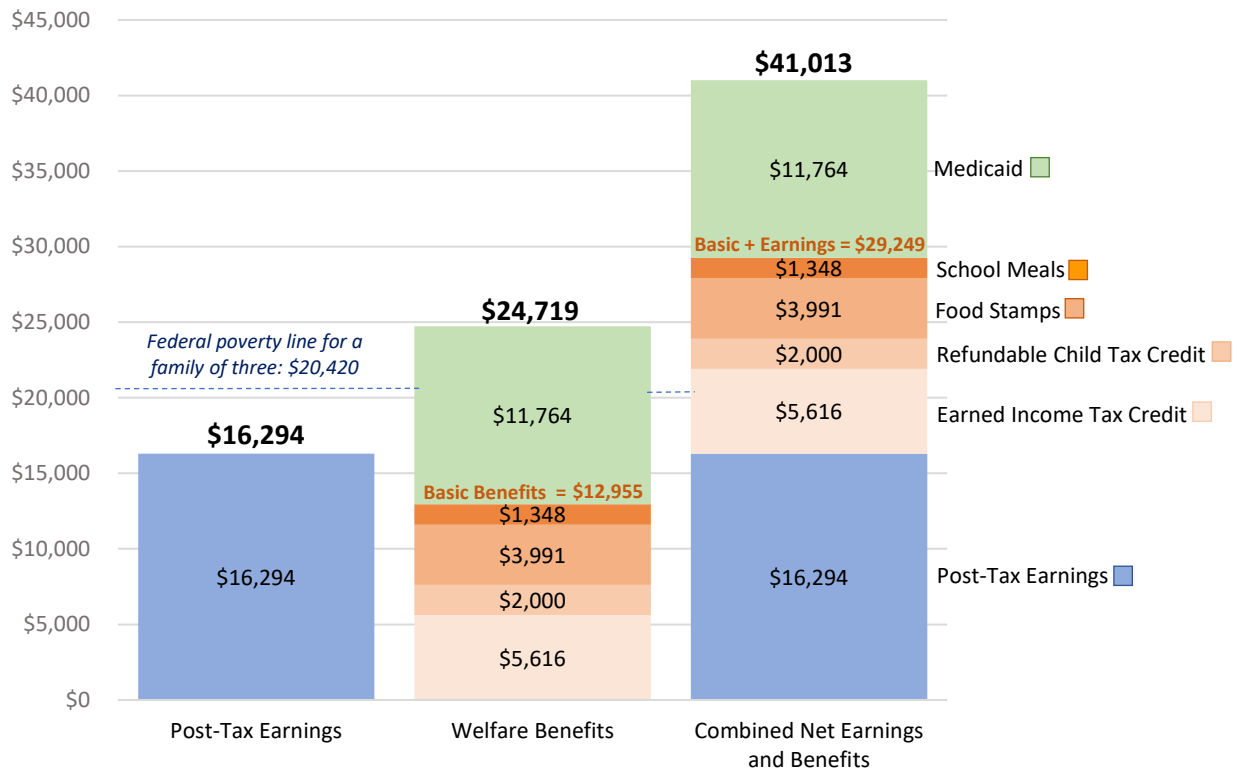 $45,000
$41,013
$40,000
$35,000
$11,764
Medicaid
$30,000
Basic + Earnings = $29,249
$1,348
School Meals
$25,000
$24,719
$3,991
Food Stamps
Federal poverty line for a
family of three: $20,420
$2,000
Refundable Child Tax Credit
$20,000
$11,764
$5,616
Earned Income Tax Credit
$16,294
$15,000
Basic Benefits = $12,955
$1,348
$10,000
$3,991
$16,294
$16,294
Post-Tax Earnings
$2,000
$5,000
$5,616
$0
Post-Tax Earnings
Welfare Benefits
Combined Net Earnings
and Benefits